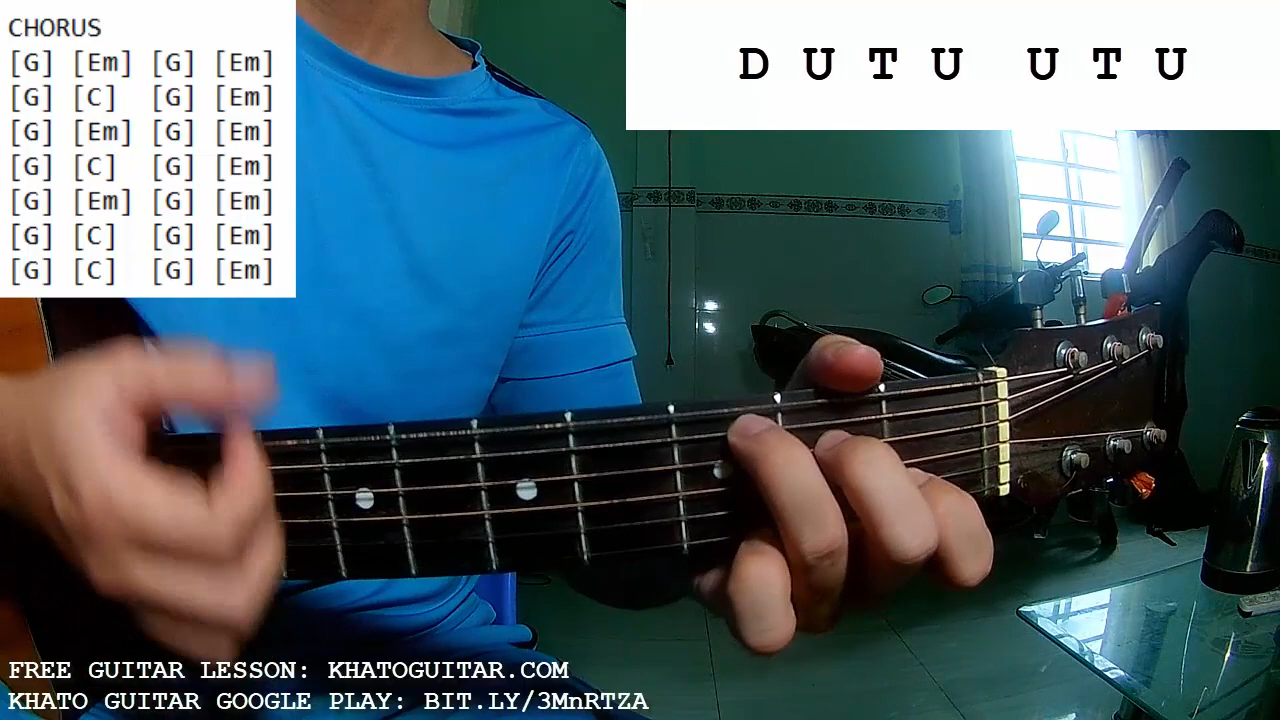 CHORUS
[G] [Em] [G] [Em]
[G] [C] [G] [Em]
[G] [Em] [G] [Em]
[G] [C] [G] [Em]
[G] [Em] [G] [Em]
[G] [C] [G] [Em]
[G] [C] [G] [Em]
D U T U U T U
FREE GUITAR LESSON: KHATOGUITAR.COM
KHATO GUITAR GOOGLE PLAY: BIT.LY/3MnRTZA